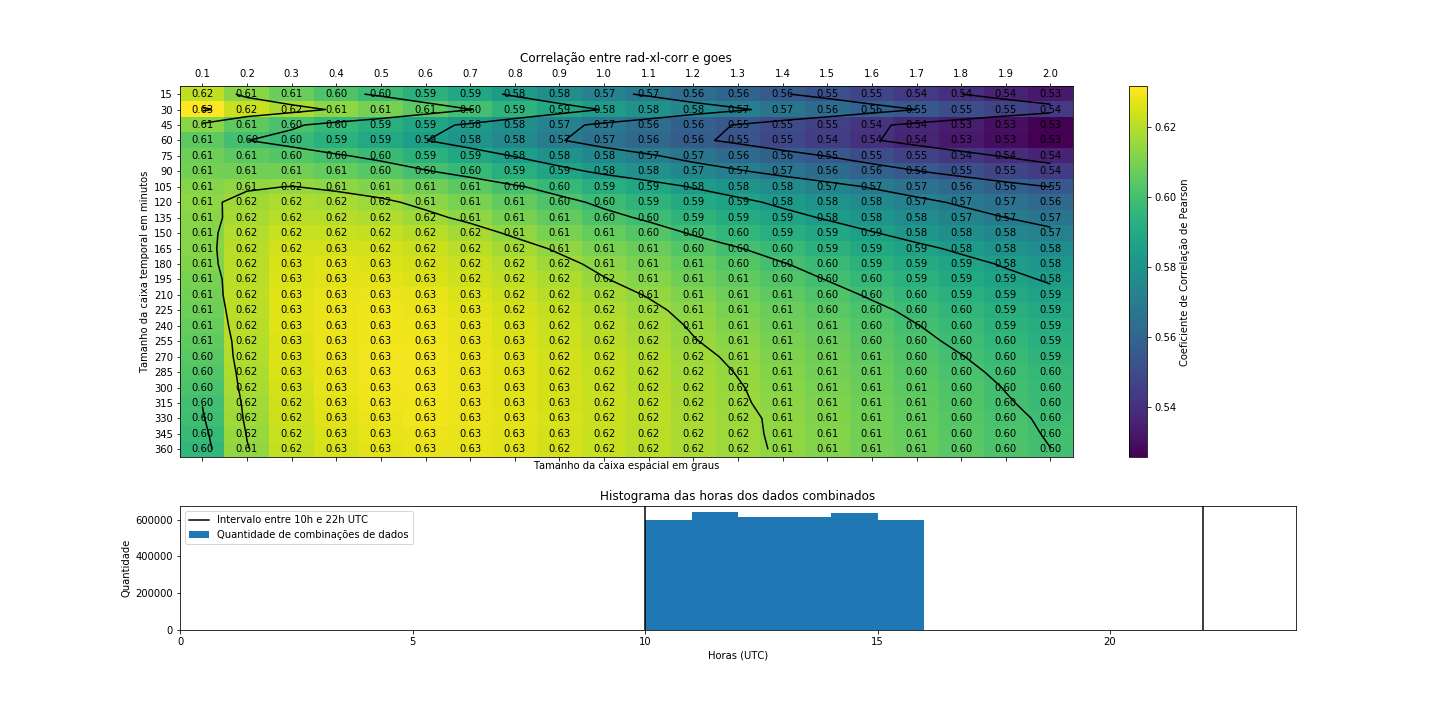 Correlação entre rad-xl-corr e goes
0.1 0.2 0.3 0.4 0.5 0.6 0.7 0.8 0.9 1.0 1.1 1.2 1.3 1.4 1.5 1.6 1.7 1.8 1.9 2.0
15 0.62 0.61 0.61 0.60 0.60 0.59 0.59 0.58 0.58 0.57 0.57 0.56 0.56 0.56 0.55 0.55 0.54 0.54 0.54 0.53
30 0.63 0.62 0.62 0.61 0.61 0.60 0.60 0.59 0.59 0.58 0.58 0.58 0.57 0.57 0.56 0.56 0.55 0.55 0.55 0.54
45 0.61 0.61 0.60 0.60 0.59 0.59 0.58 0.58 0.57 0.57 0.56 0.56 0.55 0.55 0.55 0.54 0.54 0.53 0.53 0.53
60 0.61 0.60 0.60 0.59 0.59 0.58 0.58 0.58 0.57 0.57 0.56 0.56 0.55 0.55 0.54 0.54 0.54 0.53 0.53 0.53
75 0.61 0.61 0.60 0.60 0.60 0.59 0.59 0.58 0.58 0.58 0.57 0.57 0.56 0.56 0.55 0.55 0.55 0.54 0.54 0.54
90 0.61 0.61 0.61 0.61 0.60 0.60 0.60 0.59 0.59 0.58 0.58 0.57 0.57 0.57 0.56 0.56 0.56 0.55 0.55 0.54
105 0.61 0.61 0.62 0.61 0.61 0.61 0.61 0.60 0.60 0.59 0.59 0.58 0.58 0.58 0.57 0.57 0.57 0.56 0.56 0.55
120 0.61 0.62 0.62 0.62 0.62 0.61 0.61 0.61 0.60 0.60 0.59 0.59 0.59 0.58 0.58 0.58 0.57 0.57 0.57 0.56
135 0.61 0.62 0.62 0.62 0.62 0.62 0.61 0.61 0.61 0.60 0.60 0.59 0.59 0.59 0.58 0.58 0.58 0.57 0.57 0.57
150 0.61 0.62 0.62 0.62 0.62 0.62 0.62 0.61 0.61 0.61 0.60 0.60 0.60 0.59 0.59 0.58 0.58 0.58 0.58 0.57
165 0.61 0.62 0.62 0.63 0.62 0.62 0.62 0.62 0.61 0.61 0.61 0.60 0.60 0.60 0.59 0.59 0.59 0.58 0.58 0.58
180 0.61 0.62 0.63 0.63 0.63 0.62 0.62 0.62 0.62 0.61 0.61 0.61 0.60 0.60 0.60 0.59 0.59 0.59 0.58 0.58
195 0.61 0.62 0.63 0.63 0.63 0.63 0.62 0.62 0.62 0.62 0.61 0.61 0.61 0.60 0.60 0.60 0.59 0.59 0.59 0.58
210 0.61 0.62 0.63 0.63 0.63 0.63 0.63 0.62 0.62 0.62 0.61 0.61 0.61 0.61 0.60 0.60 0.60 0.59 0.59 0.59
225 0.61 0.62 0.63 0.63 0.63 0.63 0.63 0.63 0.62 0.62 0.62 0.61 0.61 0.61 0.60 0.60 0.60 0.60 0.59 0.59
240 0.61 0.62 0.63 0.63 0.63 0.63 0.63 0.63 0.62 0.62 0.62 0.61 0.61 0.61 0.61 0.60 0.60 0.60 0.59 0.59
255 0.61 0.62 0.63 0.63 0.63 0.63 0.63 0.63 0.62 0.62 0.62 0.62 0.61 0.61 0.61 0.60 0.60 0.60 0.60 0.59
270 0.60 0.62 0.63 0.63 0.63 0.63 0.63 0.63 0.62 0.62 0.62 0.62 0.61 0.61 0.61 0.61 0.60 0.60 0.60 0.59
285 0.60 0.62 0.62 0.63 0.63 0.63 0.63 0.63 0.63 0.62 0.62 0.62 0.61 0.61 0.61 0.61 0.60 0.60 0.60 0.60
300 0.60 0.62 0.62 0.63 0.63 0.63 0.63 0.63 0.63 0.62 0.62 0.62 0.62 0.61 0.61 0.61 0.61 0.60 0.60 0.60
315 0.60 0.62 0.62 0.63 0.63 0.63 0.63 0.63 0.63 0.62 0.62 0.62 0.62 0.61 0.61 0.61 0.61 0.60 0.60 0.60
330 0.60 0.62 0.62 0.63 0.63 0.63 0.63 0.63 0.63 0.62 0.62 0.62 0.62 0.61 0.61 0.61 0.61 0.60 0.60 0.60
345 0.60 0.62 0.62 0.63 0.63 0.63 0.63 0.63 0.63 0.62 0.62 0.62 0.62 0.61 0.61 0.61 0.61 0.60 0.60 0.60
360 0.60 0.61 0.62 0.63 0.63 0.63 0.63 0.63 0.62 0.62 0.62 0.62 0.62 0.61 0.61 0.61 0.61 0.60 0.60 0.60
Tamanho da caixa temporal em minutos
Tamanho da caixa espacial em graus
0.62
0.60
0.58
0.56
0.54
Coeficiente de Correlação de Pearson
Histograma das horas dos dados combinados
Intervalo entre 10h e 22h UTC
Quantidade de combinações de dados
600000
400000
200000
0
Quantidade
0 5 10 15 20
Horas (UTC)